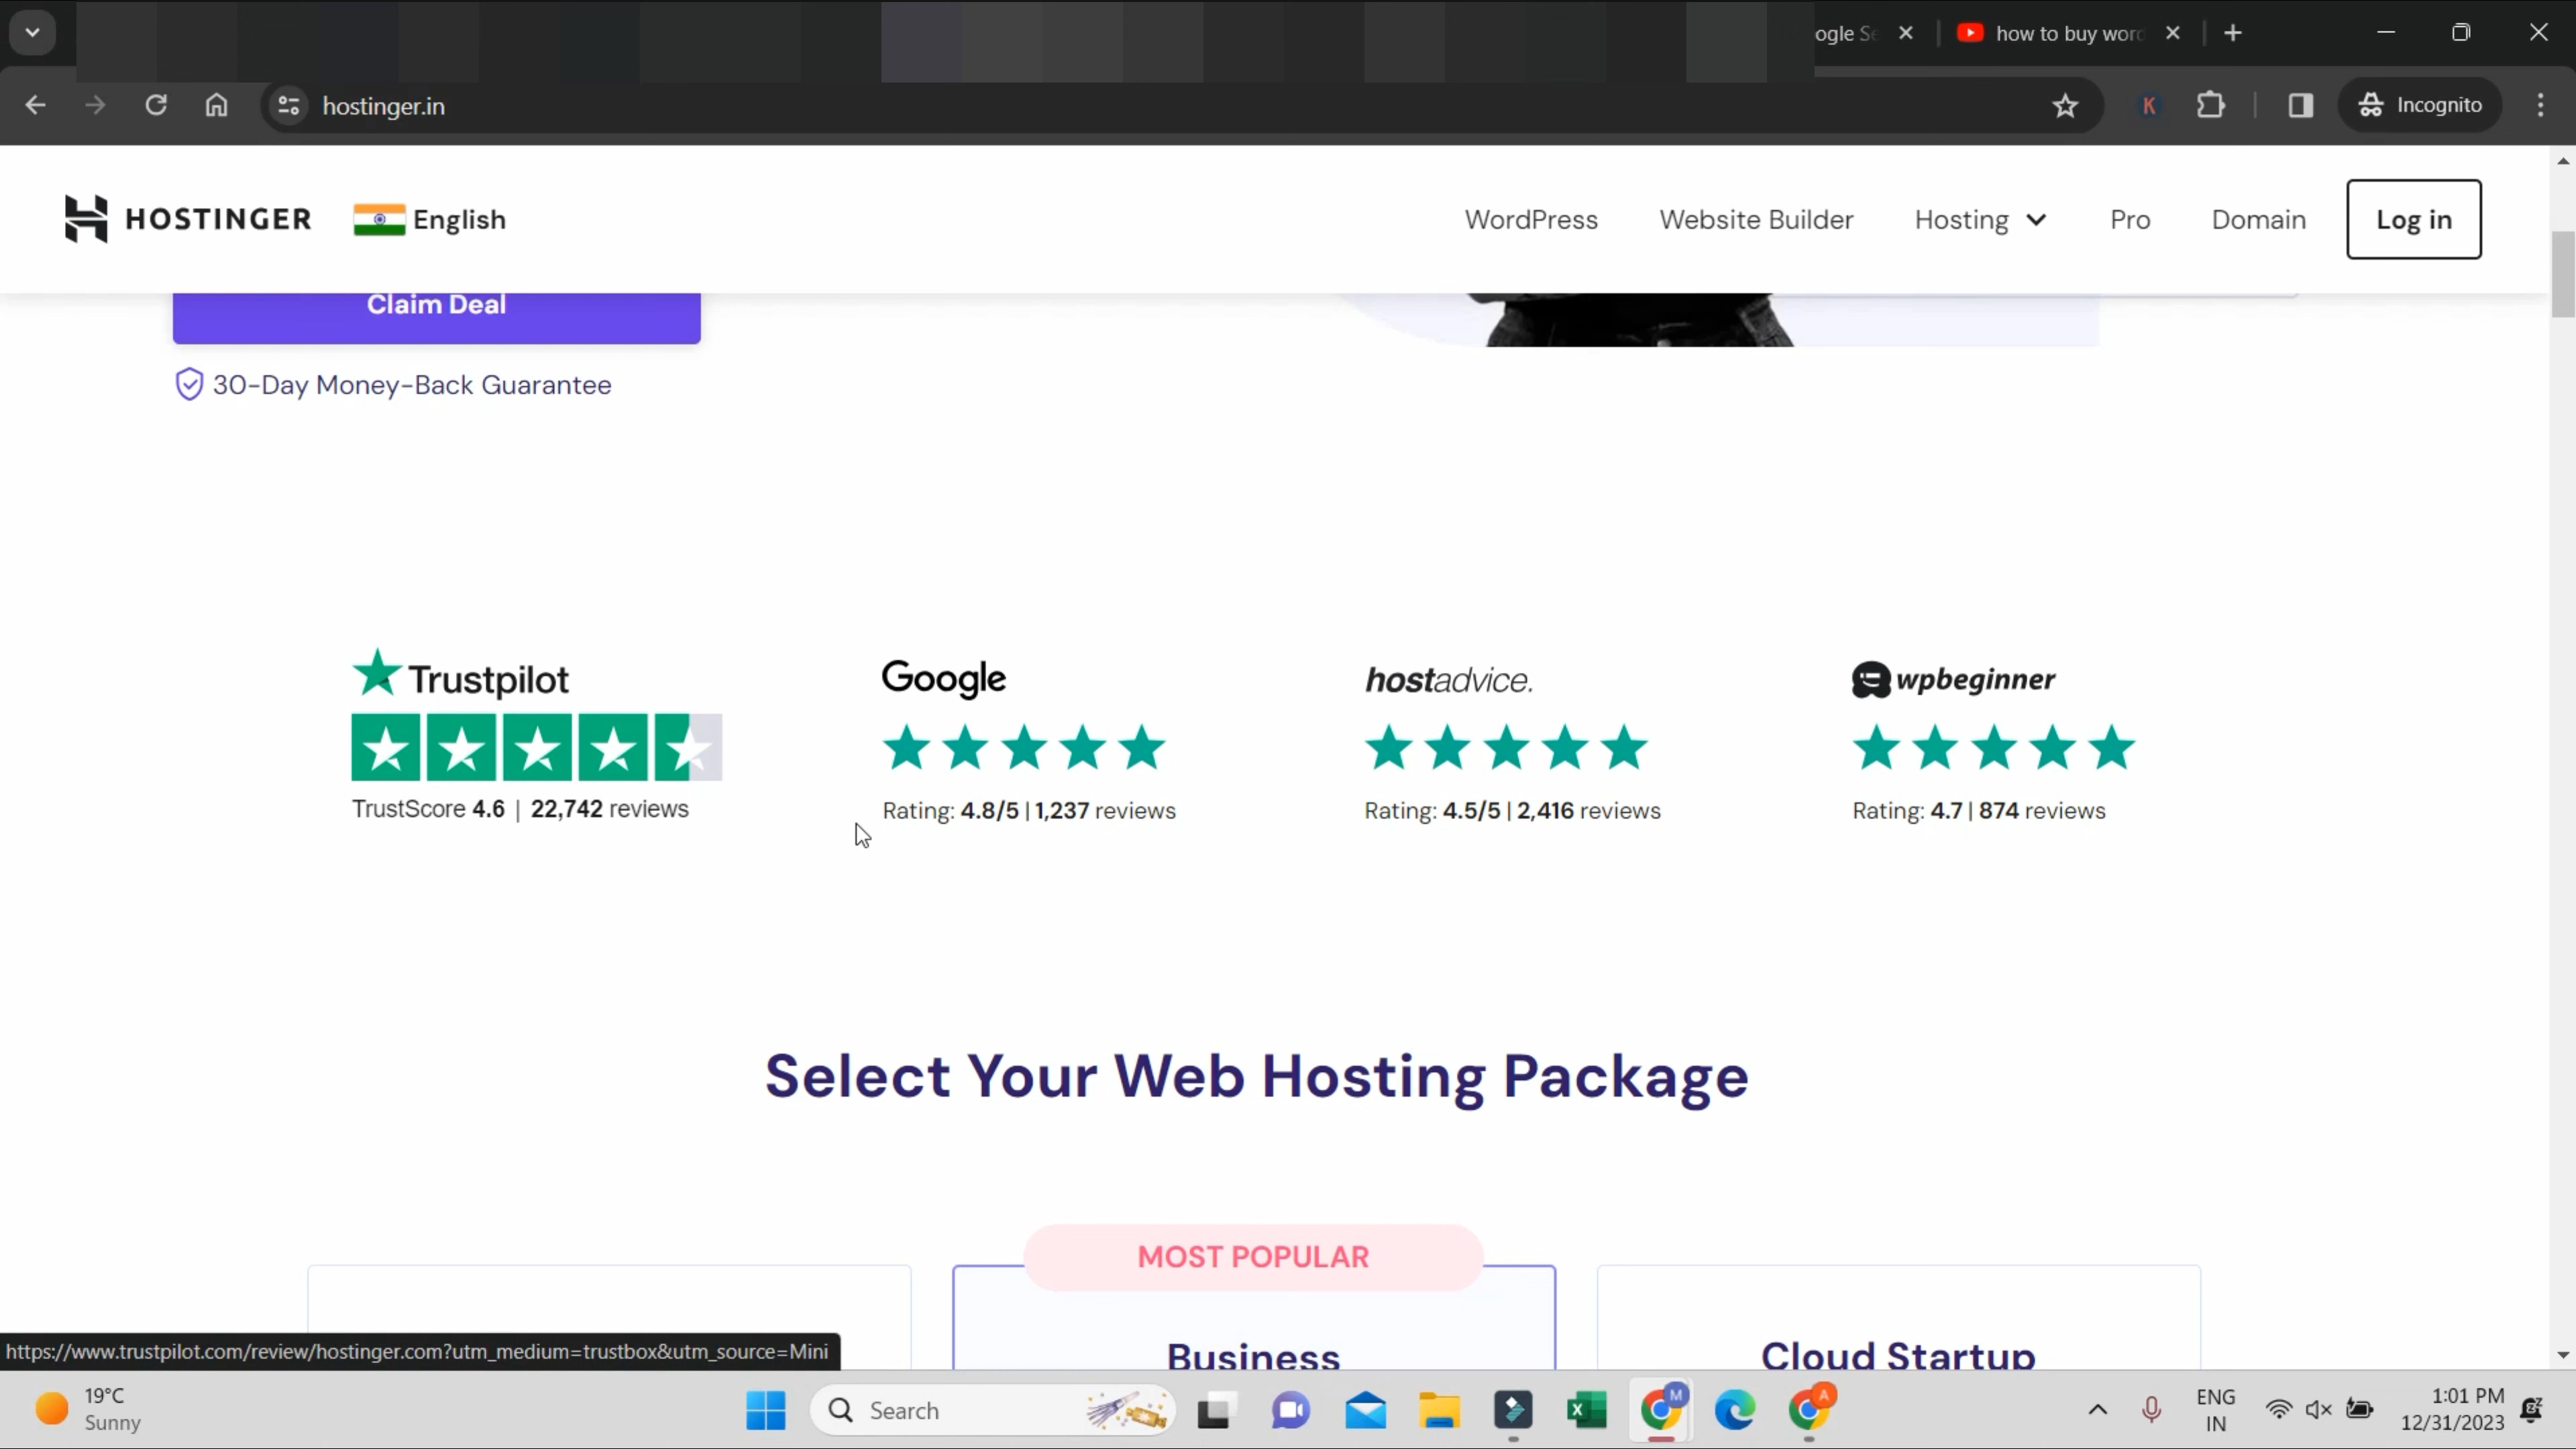 ogle Se
how to buy word
hostinger.in
K
Incognito
HOSTINGER
English
WordPress
Website Builder
Hosting
Pro
Domain
Log in
Claim Deal
30-Day Money-Back Guarantee
Trustpilot
TrustScore 4.6 | 22,742 reviews
Google
Rating: 4.8/5 | 1,237 reviews
hostadvice.
Rating: 4.5/5 | 2,416 reviews
wpbeginner
Rating: 4.7 | 874 reviews
Select Your Web Hosting Package
MOST POPULAR
Business
Cloud Startup
https://www.trustpilot.com/review/hostinger.com?utm_medium=trustbox&utm_source=Mini
19°C
Sunny
Search
M
A
ENG
IN
1:01 PM
12/31/2023